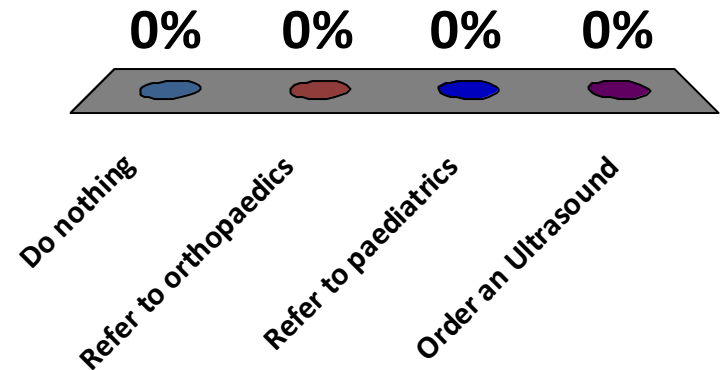 0% 0% 0% 0%
Do nothing
Refer to orthopaedics
Refer to paediatrics
Order an Ultrasound